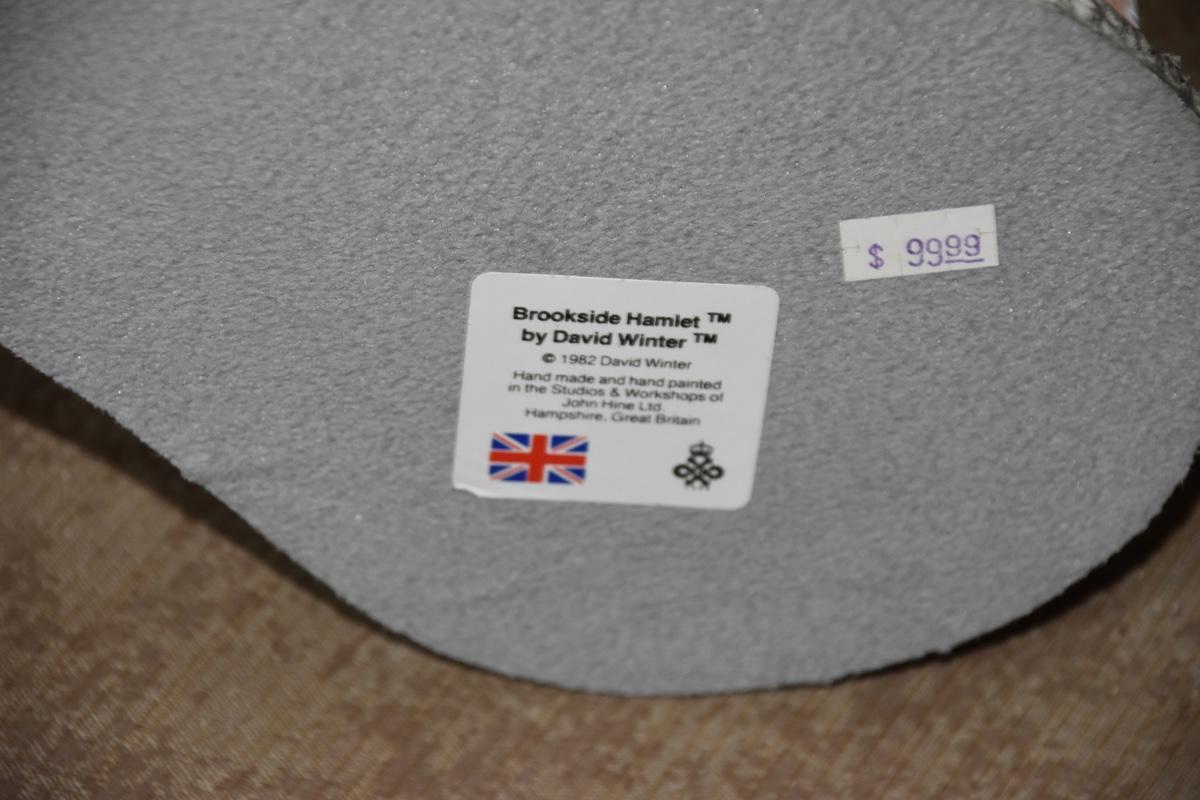 $ 9999
Brookside Hamlet ™
by David Winter ™
© 1982 David Winter
Hand made and hand painted
in the Studios & Workshops of
John Hine Ltd.
Hampshire, Great Britain